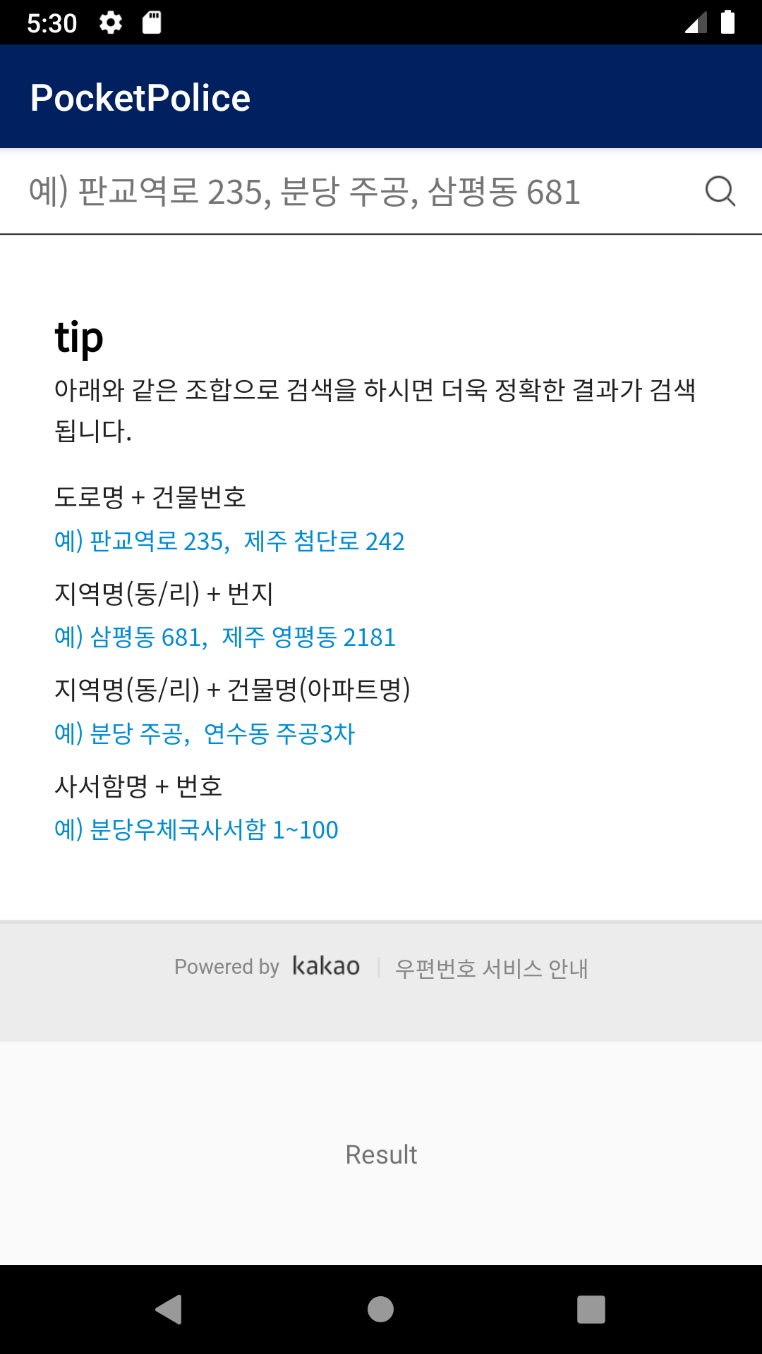 5:30
PocketPolice
예) 판교역로 235, 분당 주공, 삼평동 681
tip
아래와 같은 조합으로 검색을 하시면 더욱 정확한 결과가 검색
됩니다.
도로명 + 건물번호
예) 판교역로 235, 제주 첨단로 242
지역명(동/리) + 번지
예) 삼평동 681, 제주 영평동 2181
지역명(동/리) + 건물명(아파트명)
예) 분당 주공, 연수동 주공3차
사서함명 + 번호
예) 분당우체국사서함 1~100
Powered by kakao 우편번호 서비스 안내
Result